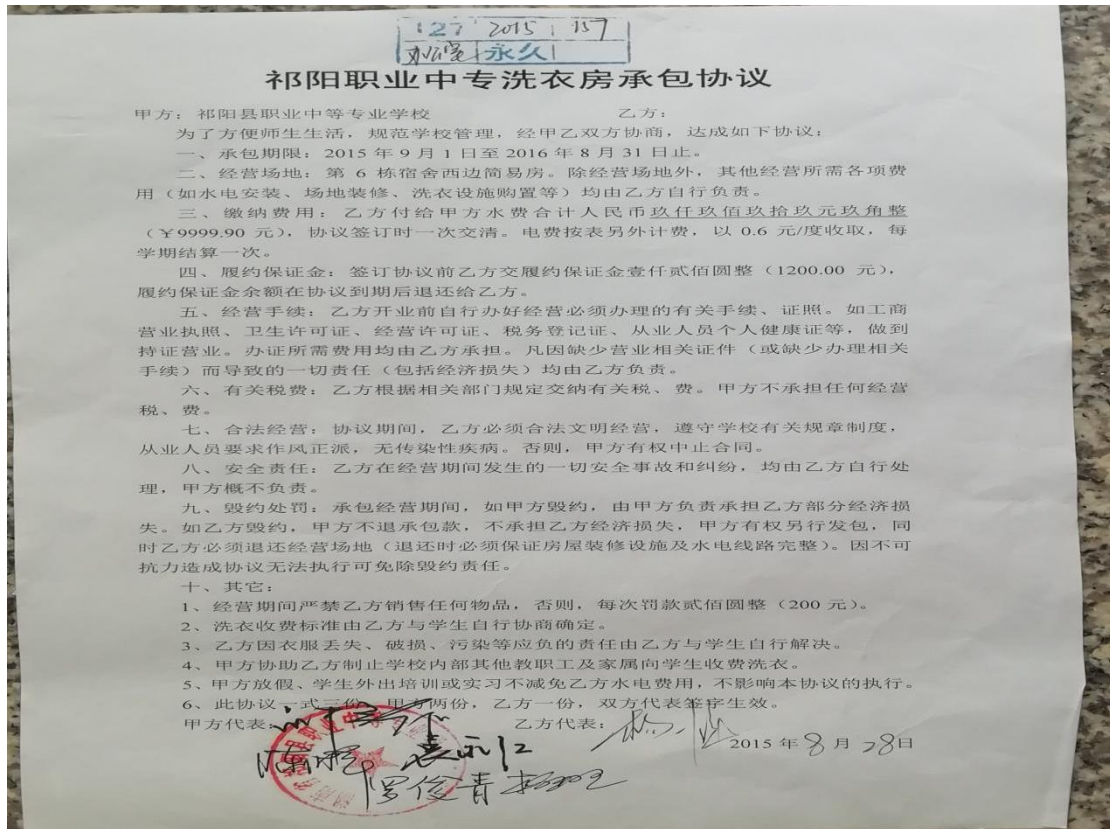 127 2015 157
办公室 永久
祁阳职业中专洗衣房承包协议
甲方：祁阳县职业中等专业学校 乙方：
为了方便师生生活，规范学校管理，经甲乙双方协商，达成如下协议：
一、承包期限：2015 年 9 月 1 日至 2016 年 8 月 31 日止。
二、经营场地：第 6 栋宿舍西边简易房。除经营场地外，其他经营所需各项费
用（如水电安装、场地装修、洗衣设施购置等）均由乙方自行负责。
三、缴纳费用：乙方付给甲方水费合计人民币玖仟玖佰玖拾玖元玖角整
（￥9999.90 元），协议签订时一次交清。电费按表另外计费，以 0.6 元/度收取，每
学期结算一次。
四、履约保证金：签订协议前乙方交履约保证金壹仟贰佰圆整（1200.00 元），
履约保证金余额在协议到期后退还给乙方。
五、经营手续：乙方开业前自行办好经营必须办理的有关手续、证照。如工商
营业执照、卫生许可证、经营许可证、税务登记证、从业人员个人健康证等，做到
持证营业。办证所需费用均由乙方承担。凡因缺少营业相关证件（或缺少办理相关
手续）而导致的一切责任（包括经济损失）均由乙方负责。
六、有关税费：乙方根据相关部门规定交纳有关税、费。甲方不承担任何经营
税、费。
七、合法经营：协议期间，乙方必须合法文明经营，遵守学校有关规章制度，
从业人员要求作风正派，无传染性疾病。否则，甲方有权中止合同。
八、安全责任：乙方在经营期间发生的一切安全事故和纠纷，均由乙方自行处
理，甲方概不负责。
九、毁约处罚：承包经营期间，如甲方毁约，由甲方负责承担乙方部分经济损
失。如乙方毁约，甲方不退承包款，不承担乙方经济损失，甲方有权另行发包，同
时乙方必须退还经营场地（退还时必须保证房屋装修设施及水电线路完整）。因不可
抗力造成协议无法执行可免除毁约责任。
十、其它：
1、经营期间严禁乙方销售任何物品，否则，每次罚款贰佰圆整（200 元）。
2、洗衣收费标准由乙方与学生自行协商确定。
3、乙方因衣服丢失、破损、污染等应负的责任由乙方与学生自行解决。
4、甲方协助乙方制止学校内部其他教职工及家属向学生收费洗衣。
5、甲方放假、学生外出培训或实习不减免乙方水电费用，不影响本协议的执行。
6、此协议一式三份，甲方两份，乙方一份，双方代表签字生效。
甲方代表： 乙方代表：
2015 年 8 月 28 日
罗俊青